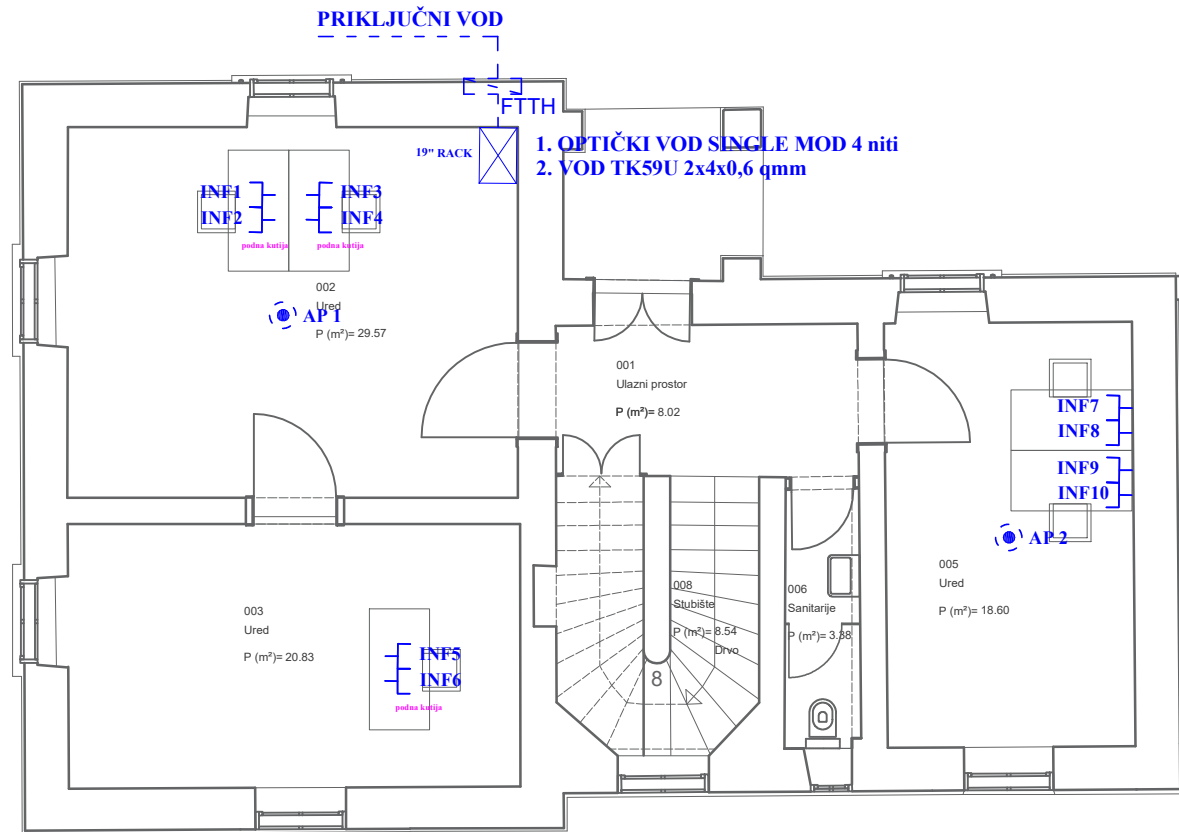 PRIKLJUČNI VOD
FTTH
19" RACK
1. OPTIČKI VOD SINGLE MOD 4 niti
2. VOD TK59U 2x4x0,6 qmm
INF1
INF3
INF2
INF4
podna kutija
podna kutija
002
Ured
P (m²)= 29.57
AP 1
001
Ulazni prostor
P (m²)= 8.02
INF7
INF8
INF9
INF10
AP 2
005
Ured
P (m²)= 18.60
008
Stubište
P (m²)= 8.54
Drvo
8
006
Sanitarije
P (m²)= 3.38
003
Ured
P (m²)= 20.83
INF5
INF6
podna kutija